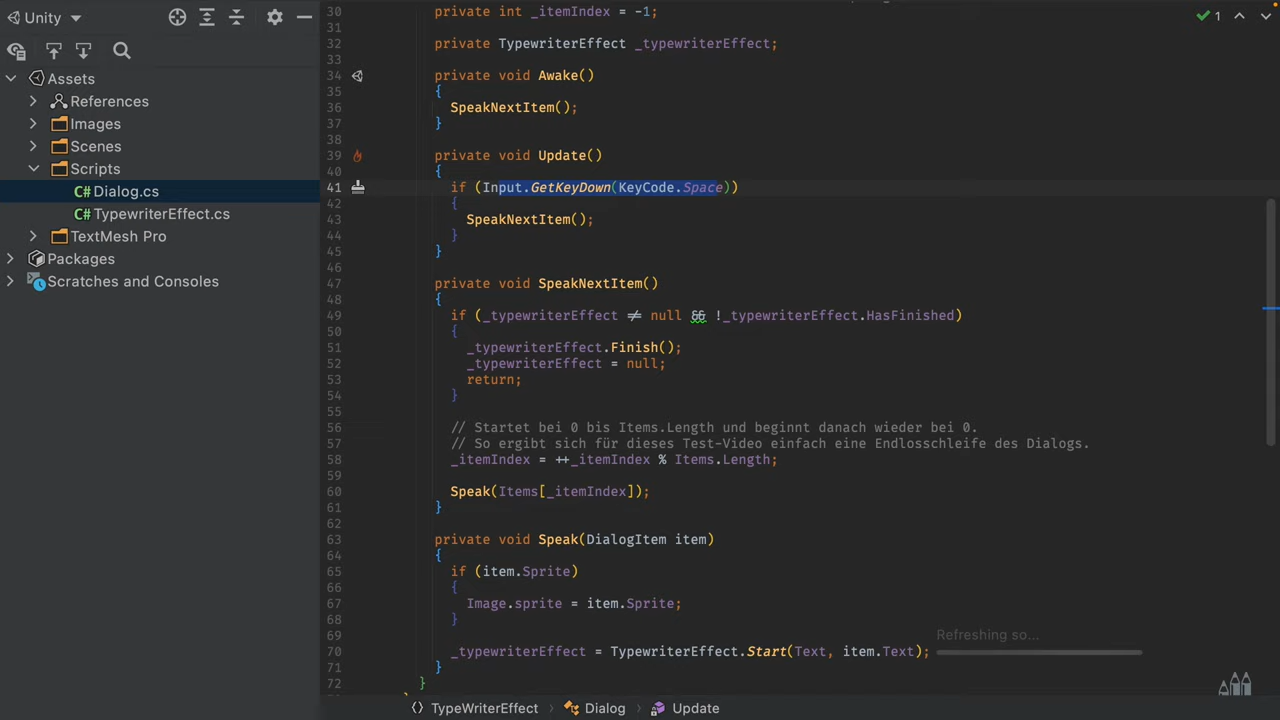 Unity
Assets
References
Images
Scenes
Scripts
C# Dialog.cs
C# TypewriterEffect.cs
TextMesh Pro
Packages
Scratches and Consoles
30 private int _itemIndex = -1;
31
32 private TypewriterEffect _typewriterEffect;
33
34 private void Awake()
35 {
36 SpeakNextItem();
37 }
38
39 private void Update()
40 {
41 if (Input.GetKeyDown(KeyCode.Space))
42 {
43 SpeakNextItem();
44 }
45 }
46
47 private void SpeakNextItem()
48 {
49 if (_typewriterEffect ≠ null && !_typewriterEffect.HasFinished)
50 {
51 _typewriterEffect.Finish();
52 _typewriterEffect = null;
53 return;
54 }
55
56 // Startet bei 0 bis Items.Length und beginnt danach wieder bei 0.
57 // So ergibt sich für dieses Test-Video einfach eine Endlosschleife des Dialogs.
58 _itemIndex = ++_itemIndex % Items.Length;
59
60 Speak(Items[_itemIndex]);
61 }
62
63 private void Speak(DialogItem item)
64 {
65 if (item.Sprite)
66 {
67 Image.sprite = item.Sprite;
68 }
69
70 _typewriterEffect = TypewriterEffect.Start(Text, item.Text);
71 }
72 }
1
Refreshing so...
TypeWriterEffect
Dialog
Update